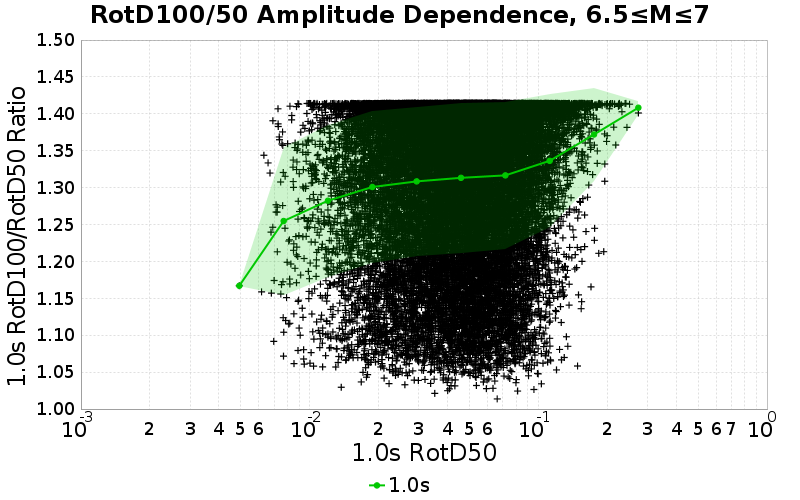 RotD100/50 Amplitude Dependence, 6.5≤M≤7
1.0s RotD100/RotD50 Ratio
1.50
1.45
1.40
1.35
1.30
1.25
1.20
1.15
1.10
1.05
1.00
10^-3 2 3 4 5 6 10^-2 2 3 4 5 6 10^-1 2 3 4 5 6 7 10^0
1.0s RotD50
1.0s